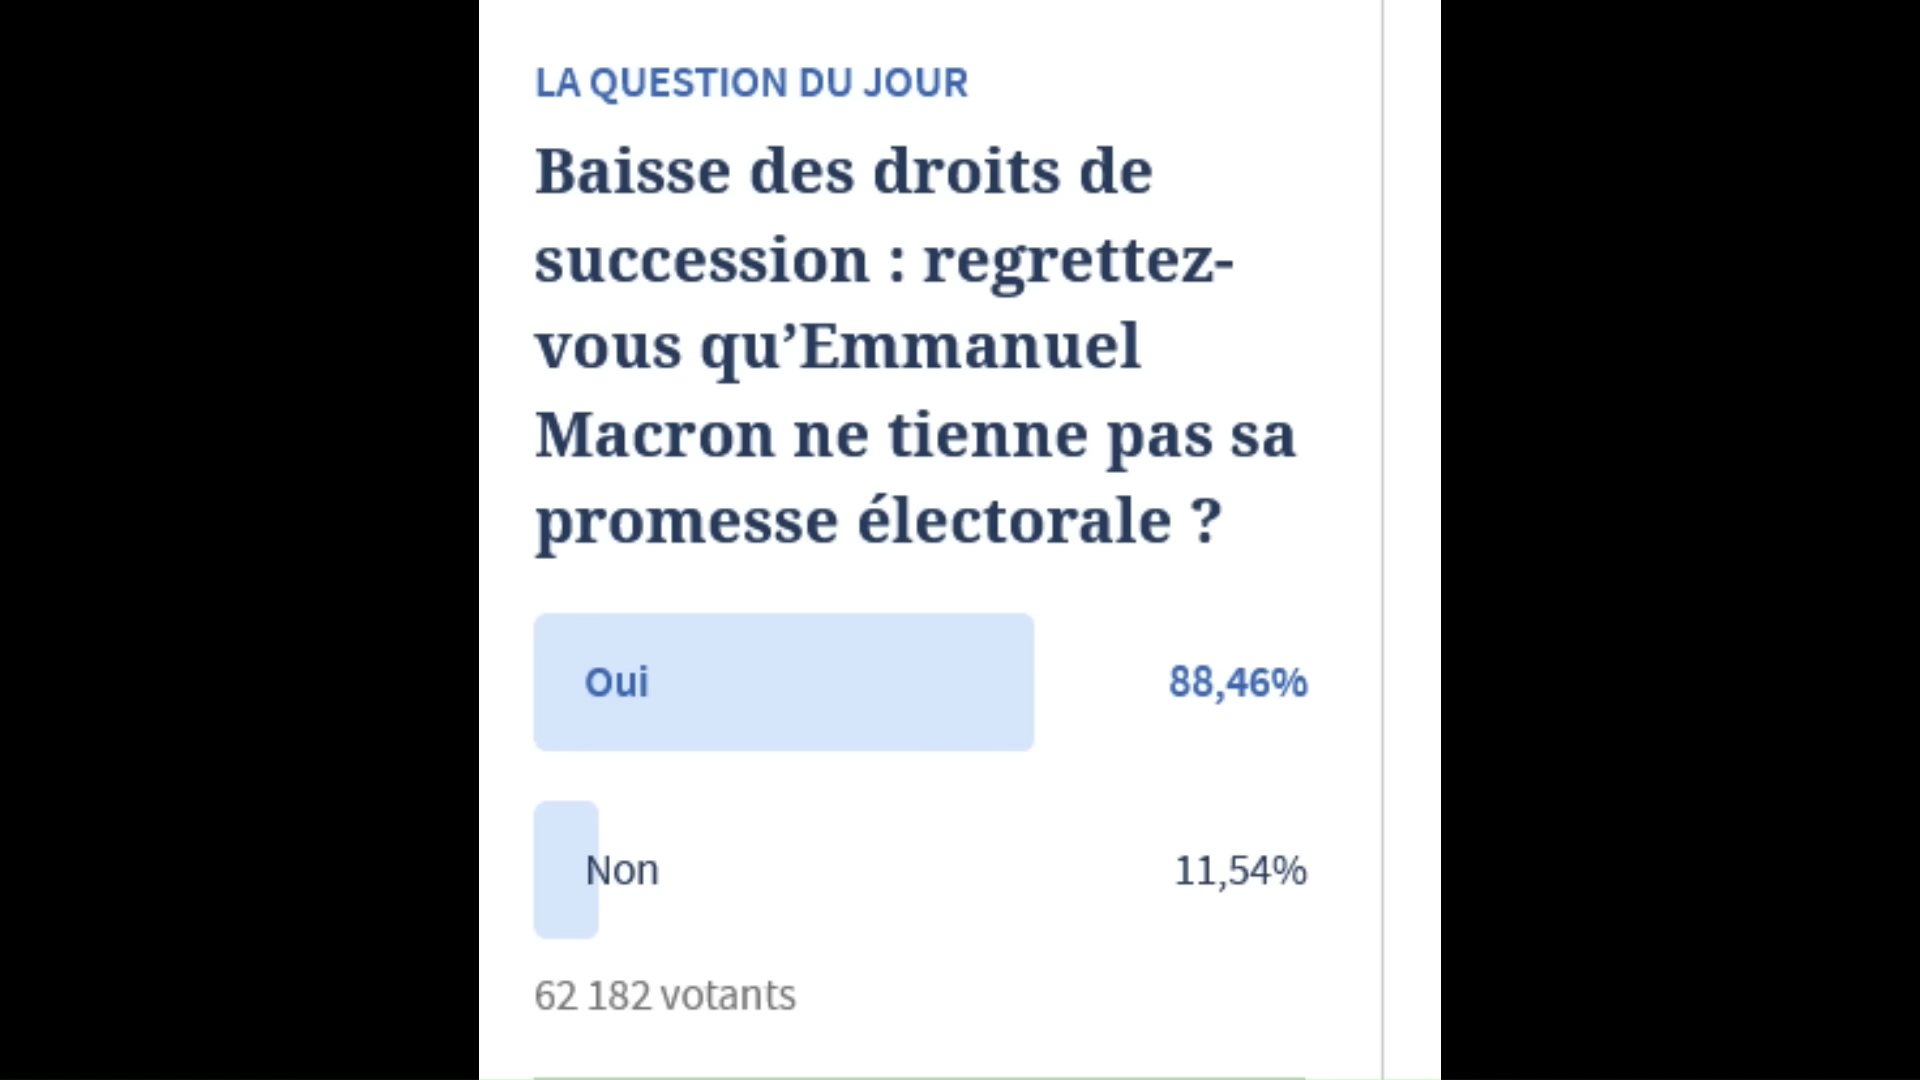 LA QUESTION DU JOUR
Baisse des droits de
succession : regrettez-
vous qu’Emmanuel
Macron ne tienne pas sa
promesse électorale ?
Oui 88,46%
Non 11,54%
62 182 votants